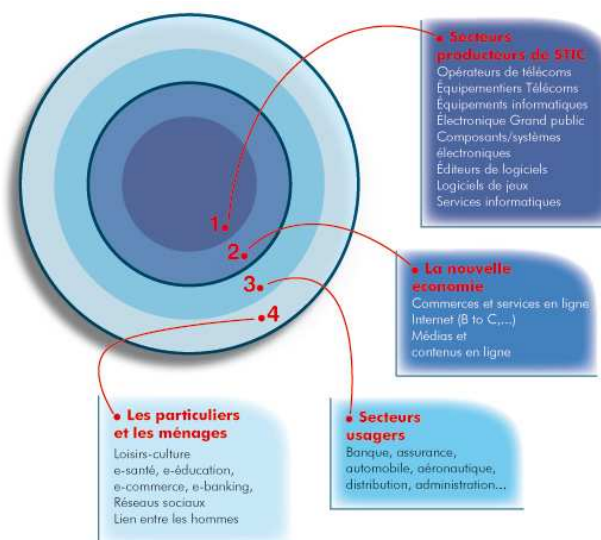 • Secteurs
producteurs de STIC
Opérateurs de télécoms
Équipementiers Télécoms
Équipements informatiques
Électronique Grand public
Composants/systèmes
électroniques
Éditeurs de logiciels
Logiciels de jeux
Services informatiques
1
2
3
4
• La nouvelle
économie
Commerces et services en ligne
Internet (B to C,...)
Médias et
contenus en ligne
• Les particuliers
et les ménages
Loisirs-culture
e-santé, e-éducation,
e-commerce, e-banking,
Réseaus sociaux
Lien entre les hommes
• Secteurs
usagers
Banque, assurance,
automobile, aéronautique,
distribution, administration...